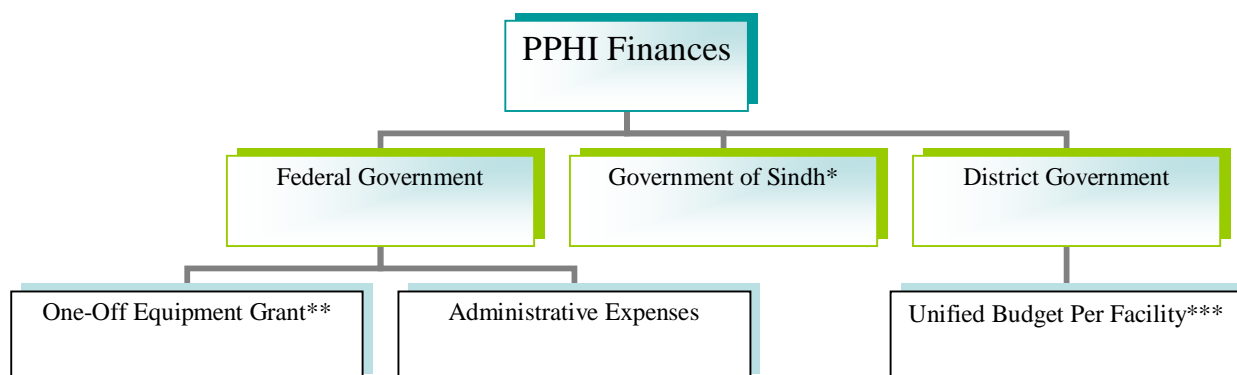 PPHI Finances
Federal Government
Government of Sindh*
District Government
One-Off Equipment Grant**
Administrative Expenses
Unified Budget Per Facility***